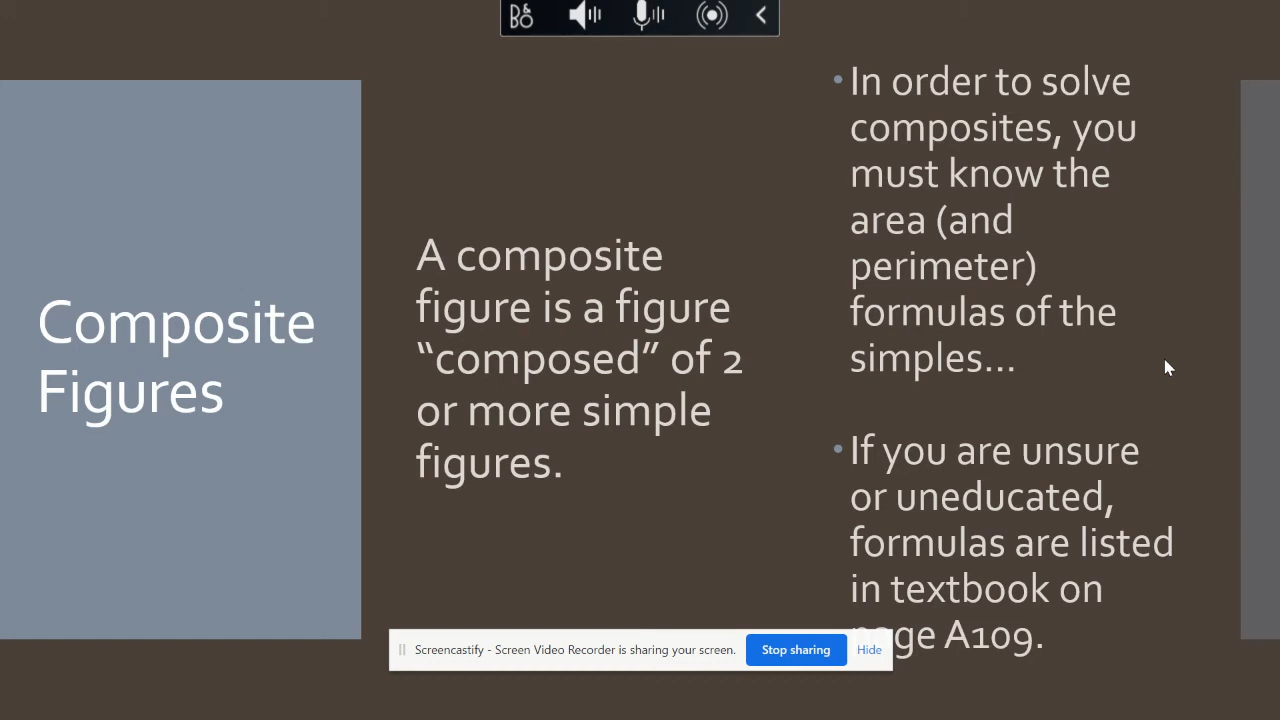 B&O
Composite
Figures
A composite
figure is a figure
“composed” of 2
or more simple
figures.
• In order to solve
composites, you
must know the
area (and
perimeter)
formulas of the
simples...
• If you are unsure
or uneducated,
formulas are listed
in textbook on
page A109.
Screencastify - Screen Video Recorder is sharing your screen.
Stop sharing
Hide